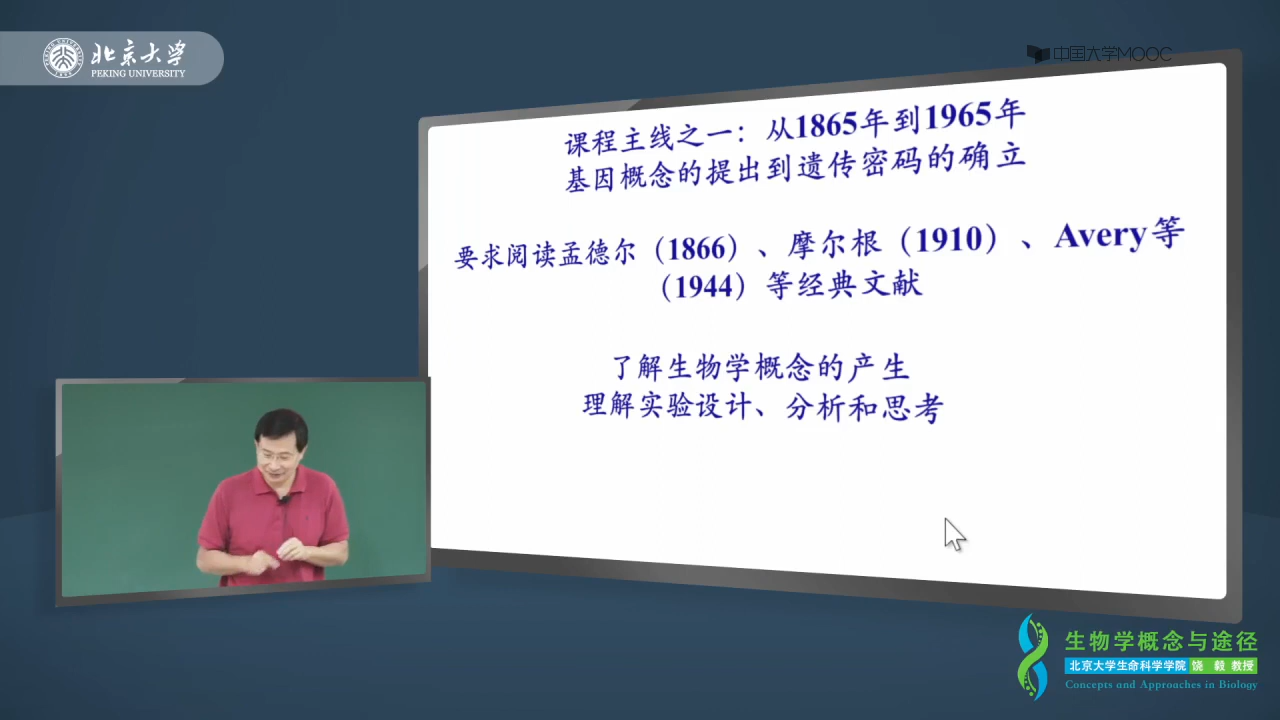 北京大学
PEKING UNIVERSITY
中国大学MOOC
课程主线之一：从1865年到1965年
基因概念的提出到遗传密码的确立
要求阅读孟德尔（1866）、摩尔根（1910）、Avery等
（1944）等经典文献
了解生物学概念的产生
理解实验设计、分析和思考
生物学概念与途径
北京大学生命科学学院 饶 毅 教授
Concepts and Approaches in Biology